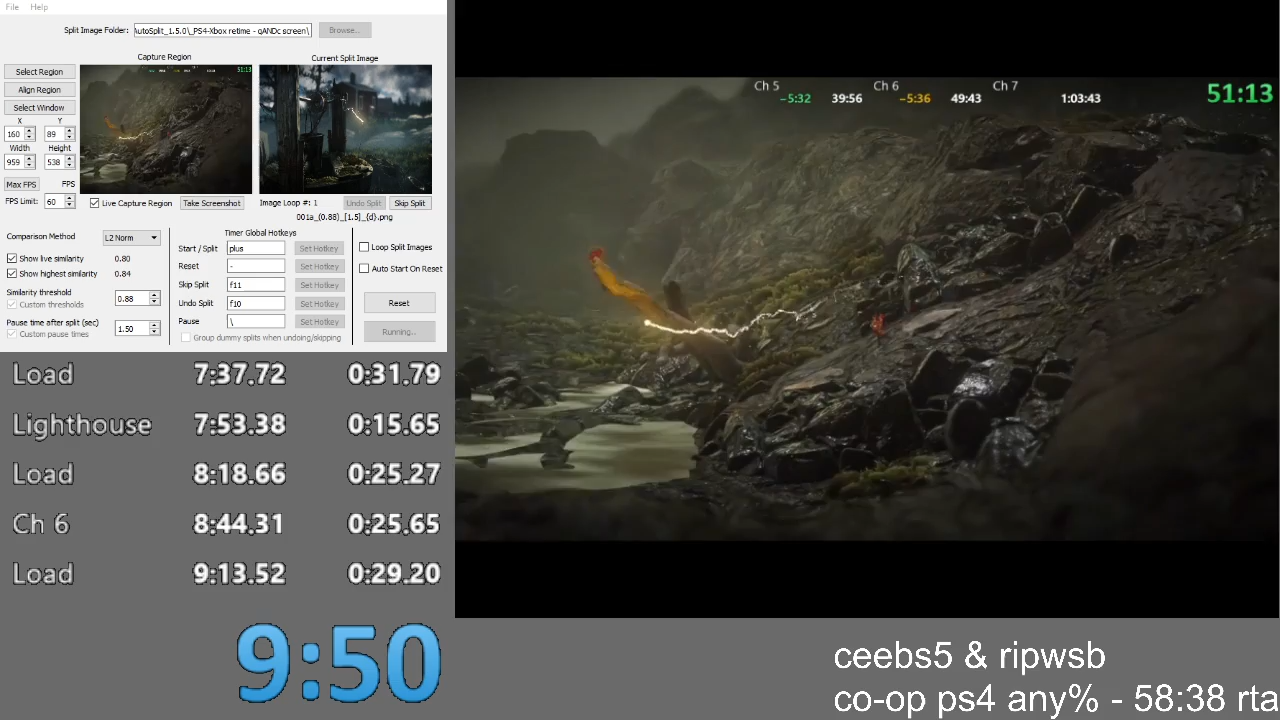 File Help
Split Image Folder: \utoSplit_1.5.0\_PS4-Xbox retime - qANDc screen\ Browse...
Capture Region Current Split Image
Select Region
Align Region
Select Window
X Y
160 89
Width Height
959 538
Max FPS FPS
FPS Limit: 60
Live Capture Region Take Screenshot Image Loop #: 1 Undo Split Skip Split
001a_(0.88)_[1.5]_{d}.png
Comparison Method L2 Norm
Show live similarity 0.80
Show highest similarity 0.84
Similarity threshold
Custom thresholds 0.88
Pause time after split (sec)
Custom pause times 1.50
Timer Global Hotkeys
Start / Split plus Set Hotkey
Reset - Set Hotkey
Skip Split f11 Set Hotkey
Undo Split f10 Set Hotkey
Pause \ Set Hotkey
Group dummy splits when undoing/skipping
Loop Split Images
Auto Start On Reset
Reset
Running...
Load 7:37.72 0:31.79
Lighthouse 7:53.38 0:15.65
Load 8:18.66 0:25.27
Ch 6 8:44.31 0:25.65
Load 9:13.52 0:29.20
9:50
Ch 5 Ch 6 Ch 7
−5:32 39:56 −5:36 49:43 1:03:43
51:13
51:13
ceebs5 & ripwsb
co-op ps4 any% - 58:38 rta